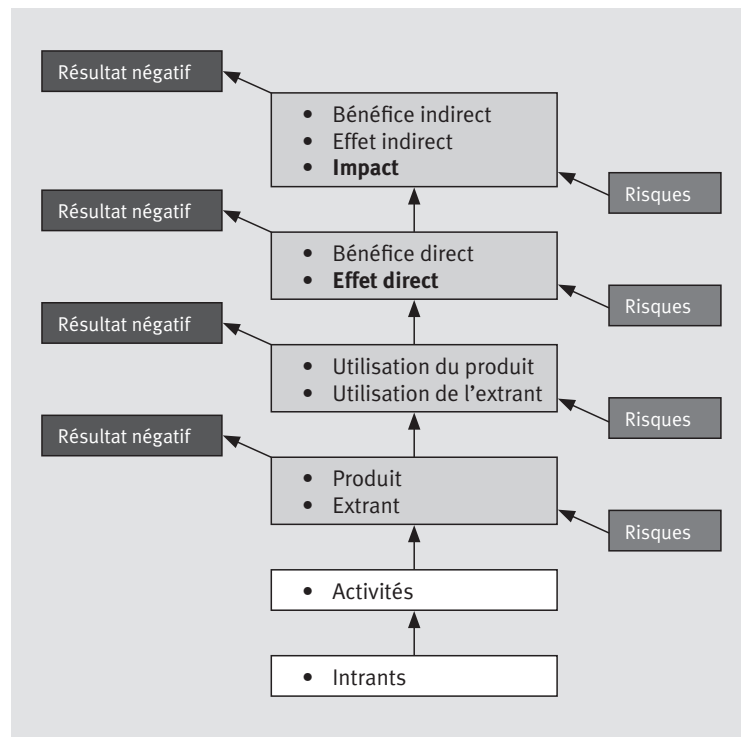 Résultat négatif
• Bénéfice indirect
• Effet indirect
• Impact
Risques
Résultat négatif
• Bénéfice direct
• Effet direct
Risques
Résultat négatif
• Utilisation du produit
• Utilisation de l’extrant
Risques
Résultat négatif
• Produit
• Extrant
Risques
• Activités
• Intrants